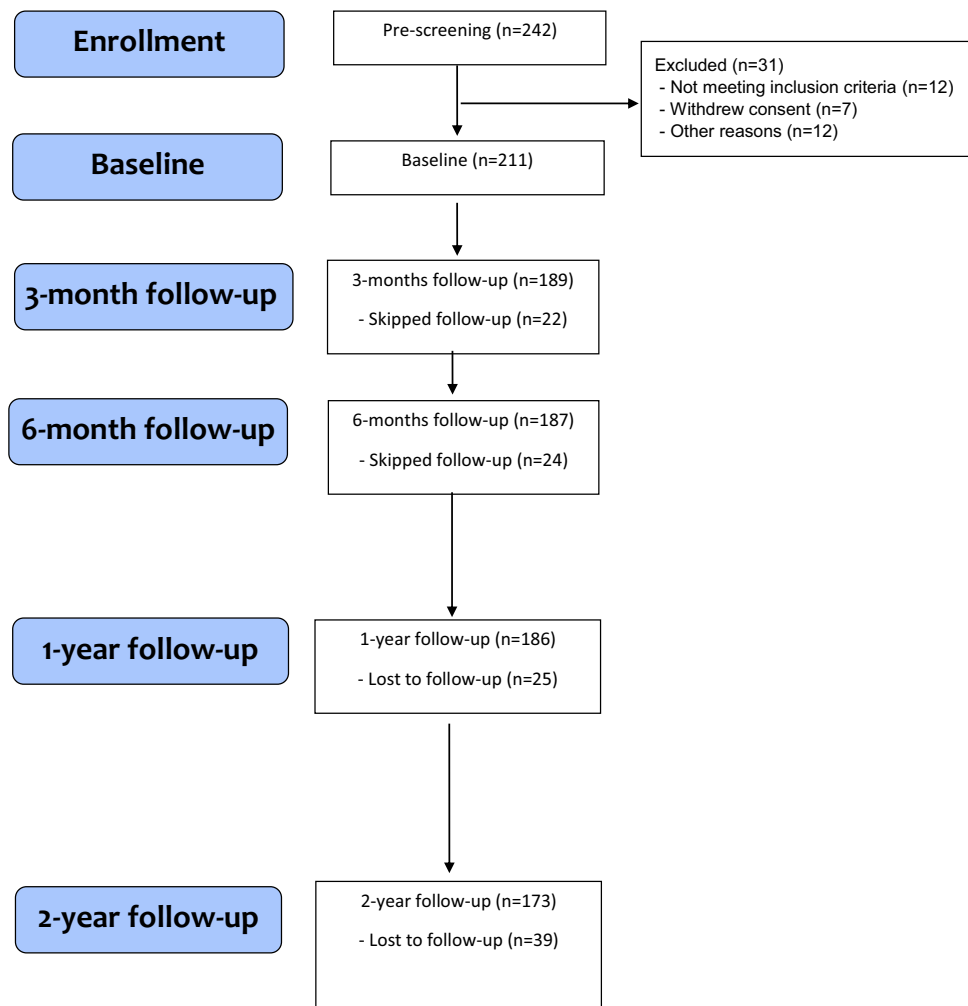 Enrollment
Pre-screening (n=242)
Excluded (n=31)
- Not meeting inclusion criteria (n=12)
- Withdrew consent (n=7)
- Other reasons (n=12)
Baseline
Baseline (n=211)
3-month follow-up
3-months follow-up (n=189)
- Skipped follow-up (n=22)
6-month follow-up
6-months follow-up (n=187)
- Skipped follow-up (n=24)
1-year follow-up
1-year follow-up (n=186)
- Lost to follow-up (n=25)
2-year follow-up
2-year follow-up (n=173)
- Lost to follow-up (n=39)